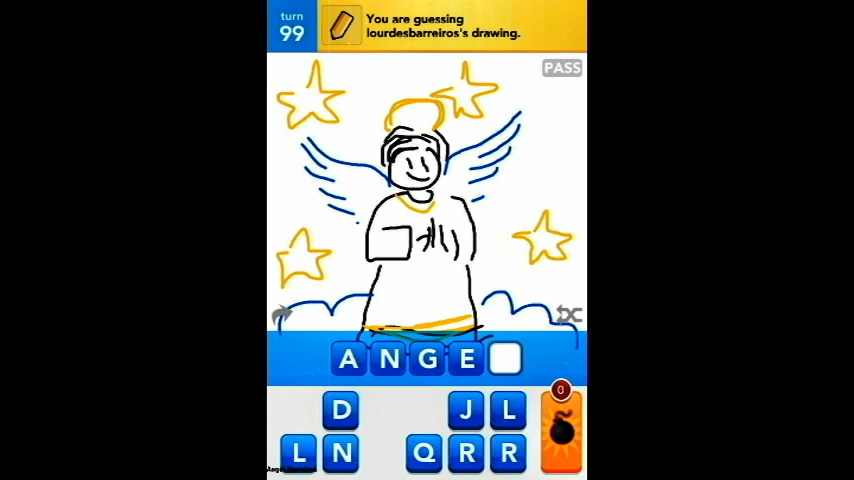 turn
99
You are guessing
lourdesbarreiros's drawing.
PASS
A N G E
0
D J L
L N Q R R